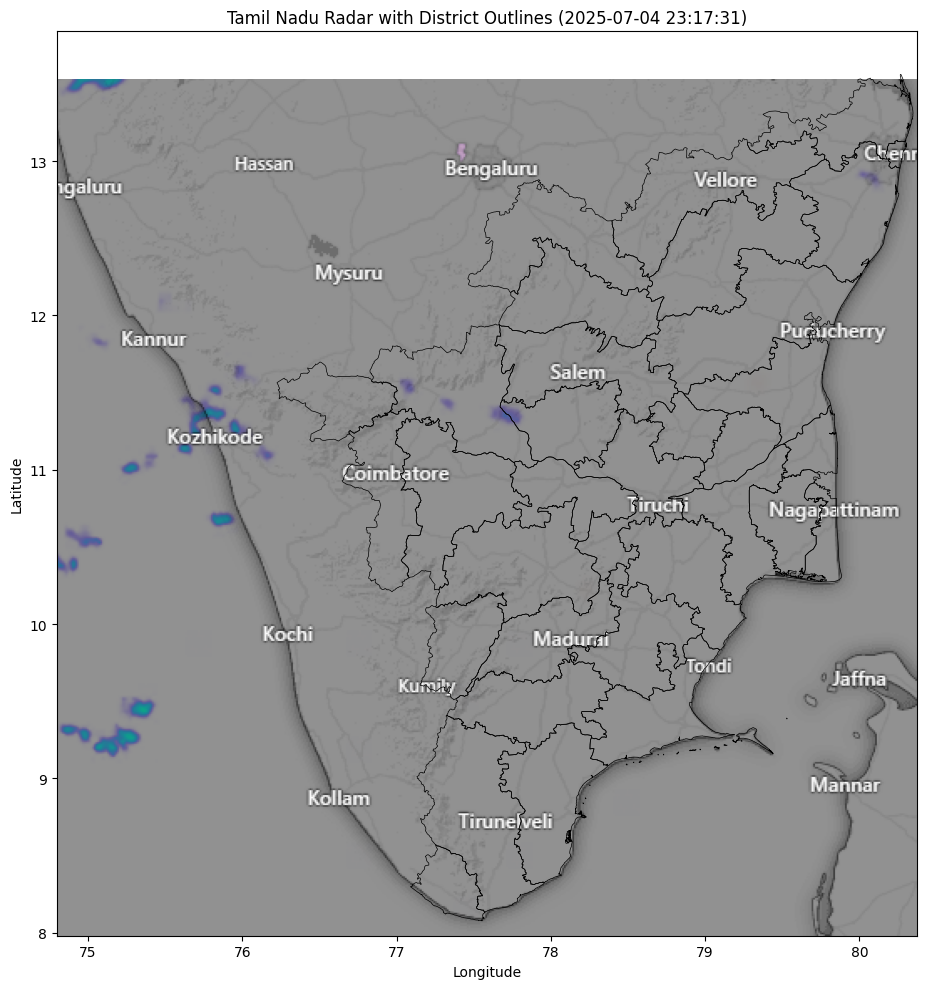 Tamil Nadu Radar with District Outlines (2025-07-04 23:17:31)
Latitude
13
12
11
10
9
8
Chenn
Hassan
Bengaluru
Vellore
ngaluru
Mysuru
Puducherry
Kannur
Salem
Kozhikode
Coimbatore
Tiruchi
Nagapattinam
Kochi
Madurai
Tondi
Kumily
Jaffna
Mannar
Kollam
Tirunelveli
75
76
77
78
79
80
Longitude